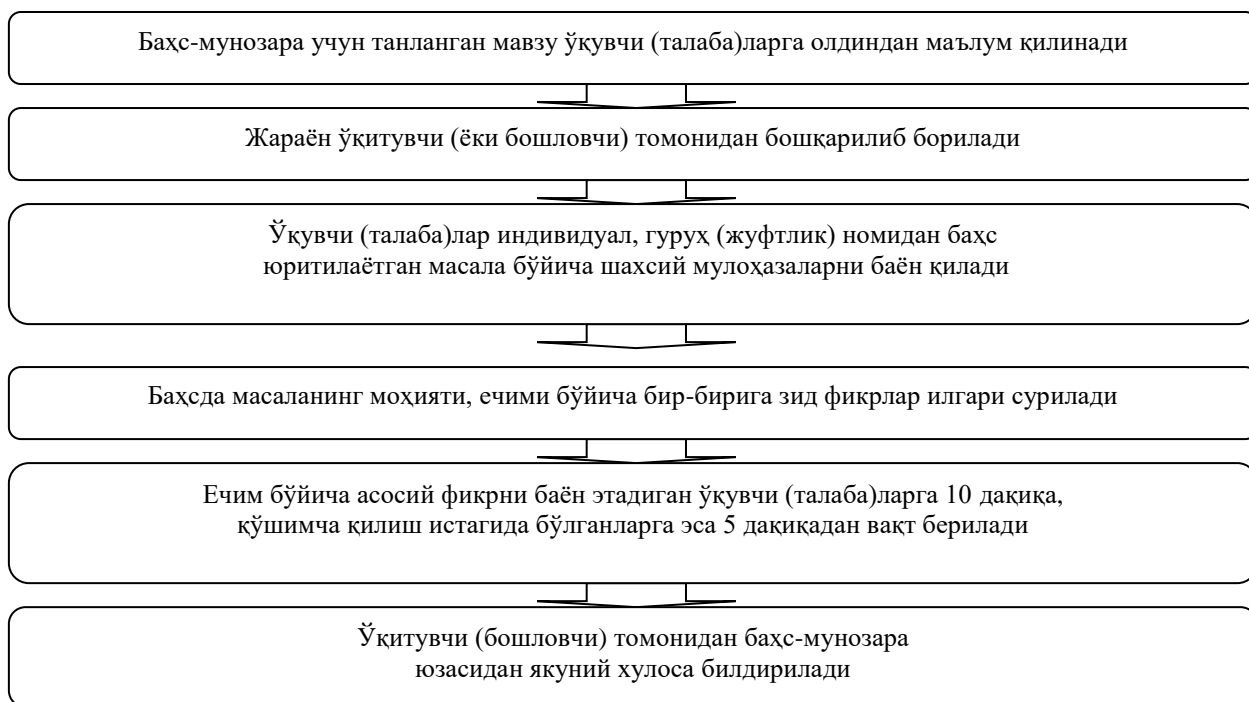 Баҳс-мунозара учун танланган мавзу ўқувчи (талаба)ларга олдиндан маълум қилинади
Жараён ўқитувчи (ёки бошловчи) томонидан бошқарилиб борилади
Ўқувчи (талаба)лар индивидуал, гуруҳ (жуфтлик) номидан баҳс
юритилаётган масала бўйича шахсий мулоҳазаларни баён қилади
Баҳсда масаланинг моҳияти, ечими бўйича бир-бирига зид фикрлар илгари сурилади
Ечим бўйича асосий фикрни баён этадиган ўқувчи (талаба)ларга 10 дақиқа,
қўшимча қилиш истагида бўлганларга эса 5 дақиқадан вақт берилади
Ўқитувчи (бошловчи) томонидан баҳс-мунозара
юзасидан якуний хулоса билдирилади